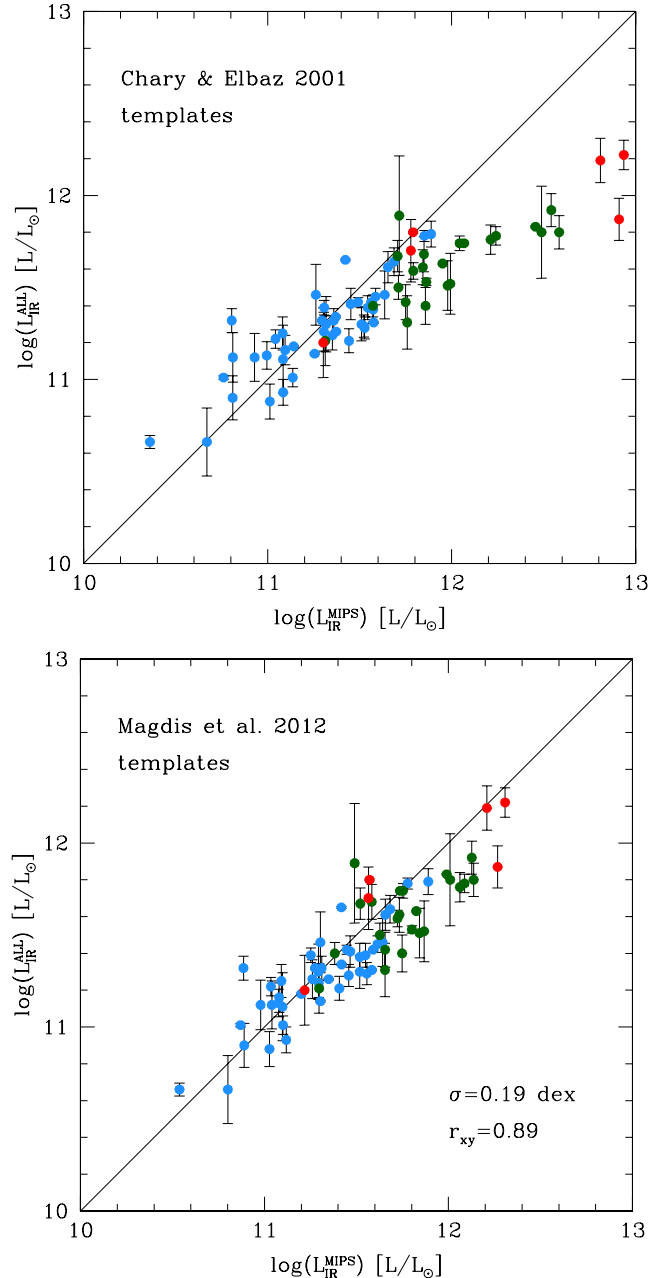 13
Chary & Elbaz 2001
templates
12
log(L_IR^ALL) [L/L⊙]
11
10
10 11 12 13
log(L_IR^MIPS) [L/L⊙]
13
Magdis et al. 2012
templates
12
log(L_IR^ALL) [L/L⊙]
11
σ=0.19 dex
r_xy=0.89
10
10 11 12 13
log(L_IR^MIPS) [L/L⊙]